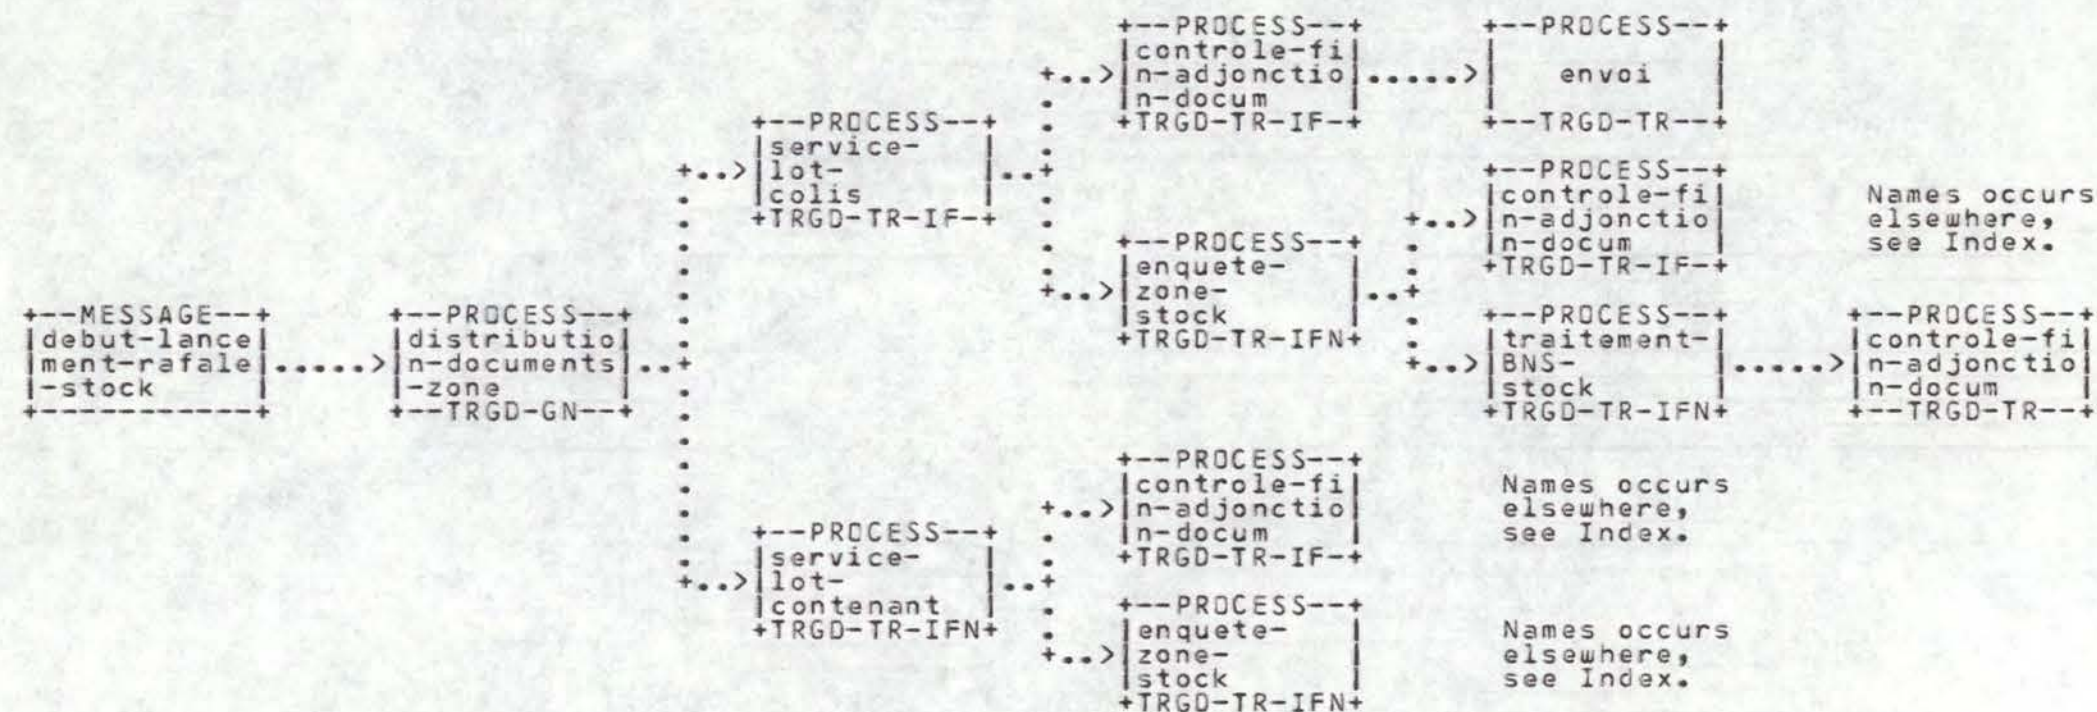 +--PROCESS--+
|controle-fi|
+..>|n-adjonctio|.....>
|n-docum |
+TRGD-TR-IF-+
+--PROCESS--+
| |
| envoi |
| |
+--TRGD-TR--+
+--PROCESS--+
|service- |
+..>|lot- |..+
|colis |
+TRGD-TR-IF-+
+--PROCESS--+
|controle-fi|
+..>|n-adjonctio|
|n-docum |
+TRGD-TR-IF-+
Names occurs
elsewhere,
see Index.
+--PROCESS--+
|enquete- |
+..>|zone- |..+
|stock |
+TRGD-TR-IFN+
+--MESSAGE--+
|debut-lance|
|ment-rafale|.....>
|-stock |
+-----------+
+--PROCESS--+
|distributio|
|n-documents|..+
|-zone |
+--TRGD-GN--+
+--PROCESS--+
|traitement-|
+..>|BNS- |.....>
|stock |
+TRGD-TR-IFN+
+--PROCESS--+
|controle-fi|
|n-adjonctio|
|n-docum |
+--TRGD-TR--+
+--PROCESS--+
|service- |
+..>|lot- |..+
|contenant |
+TRGD-TR-IFN+
+--PROCESS--+
|controle-fi|
+..>|n-adjonctio|
|n-docum |
+TRGD-TR-IF-+
Names occurs
elsewhere,
see Index.
+--PROCESS--+
|enquete- |
+..>|zone- |
|stock |
+TRGD-TR-IFN+
Names occurs
elsewhere,
see Index.